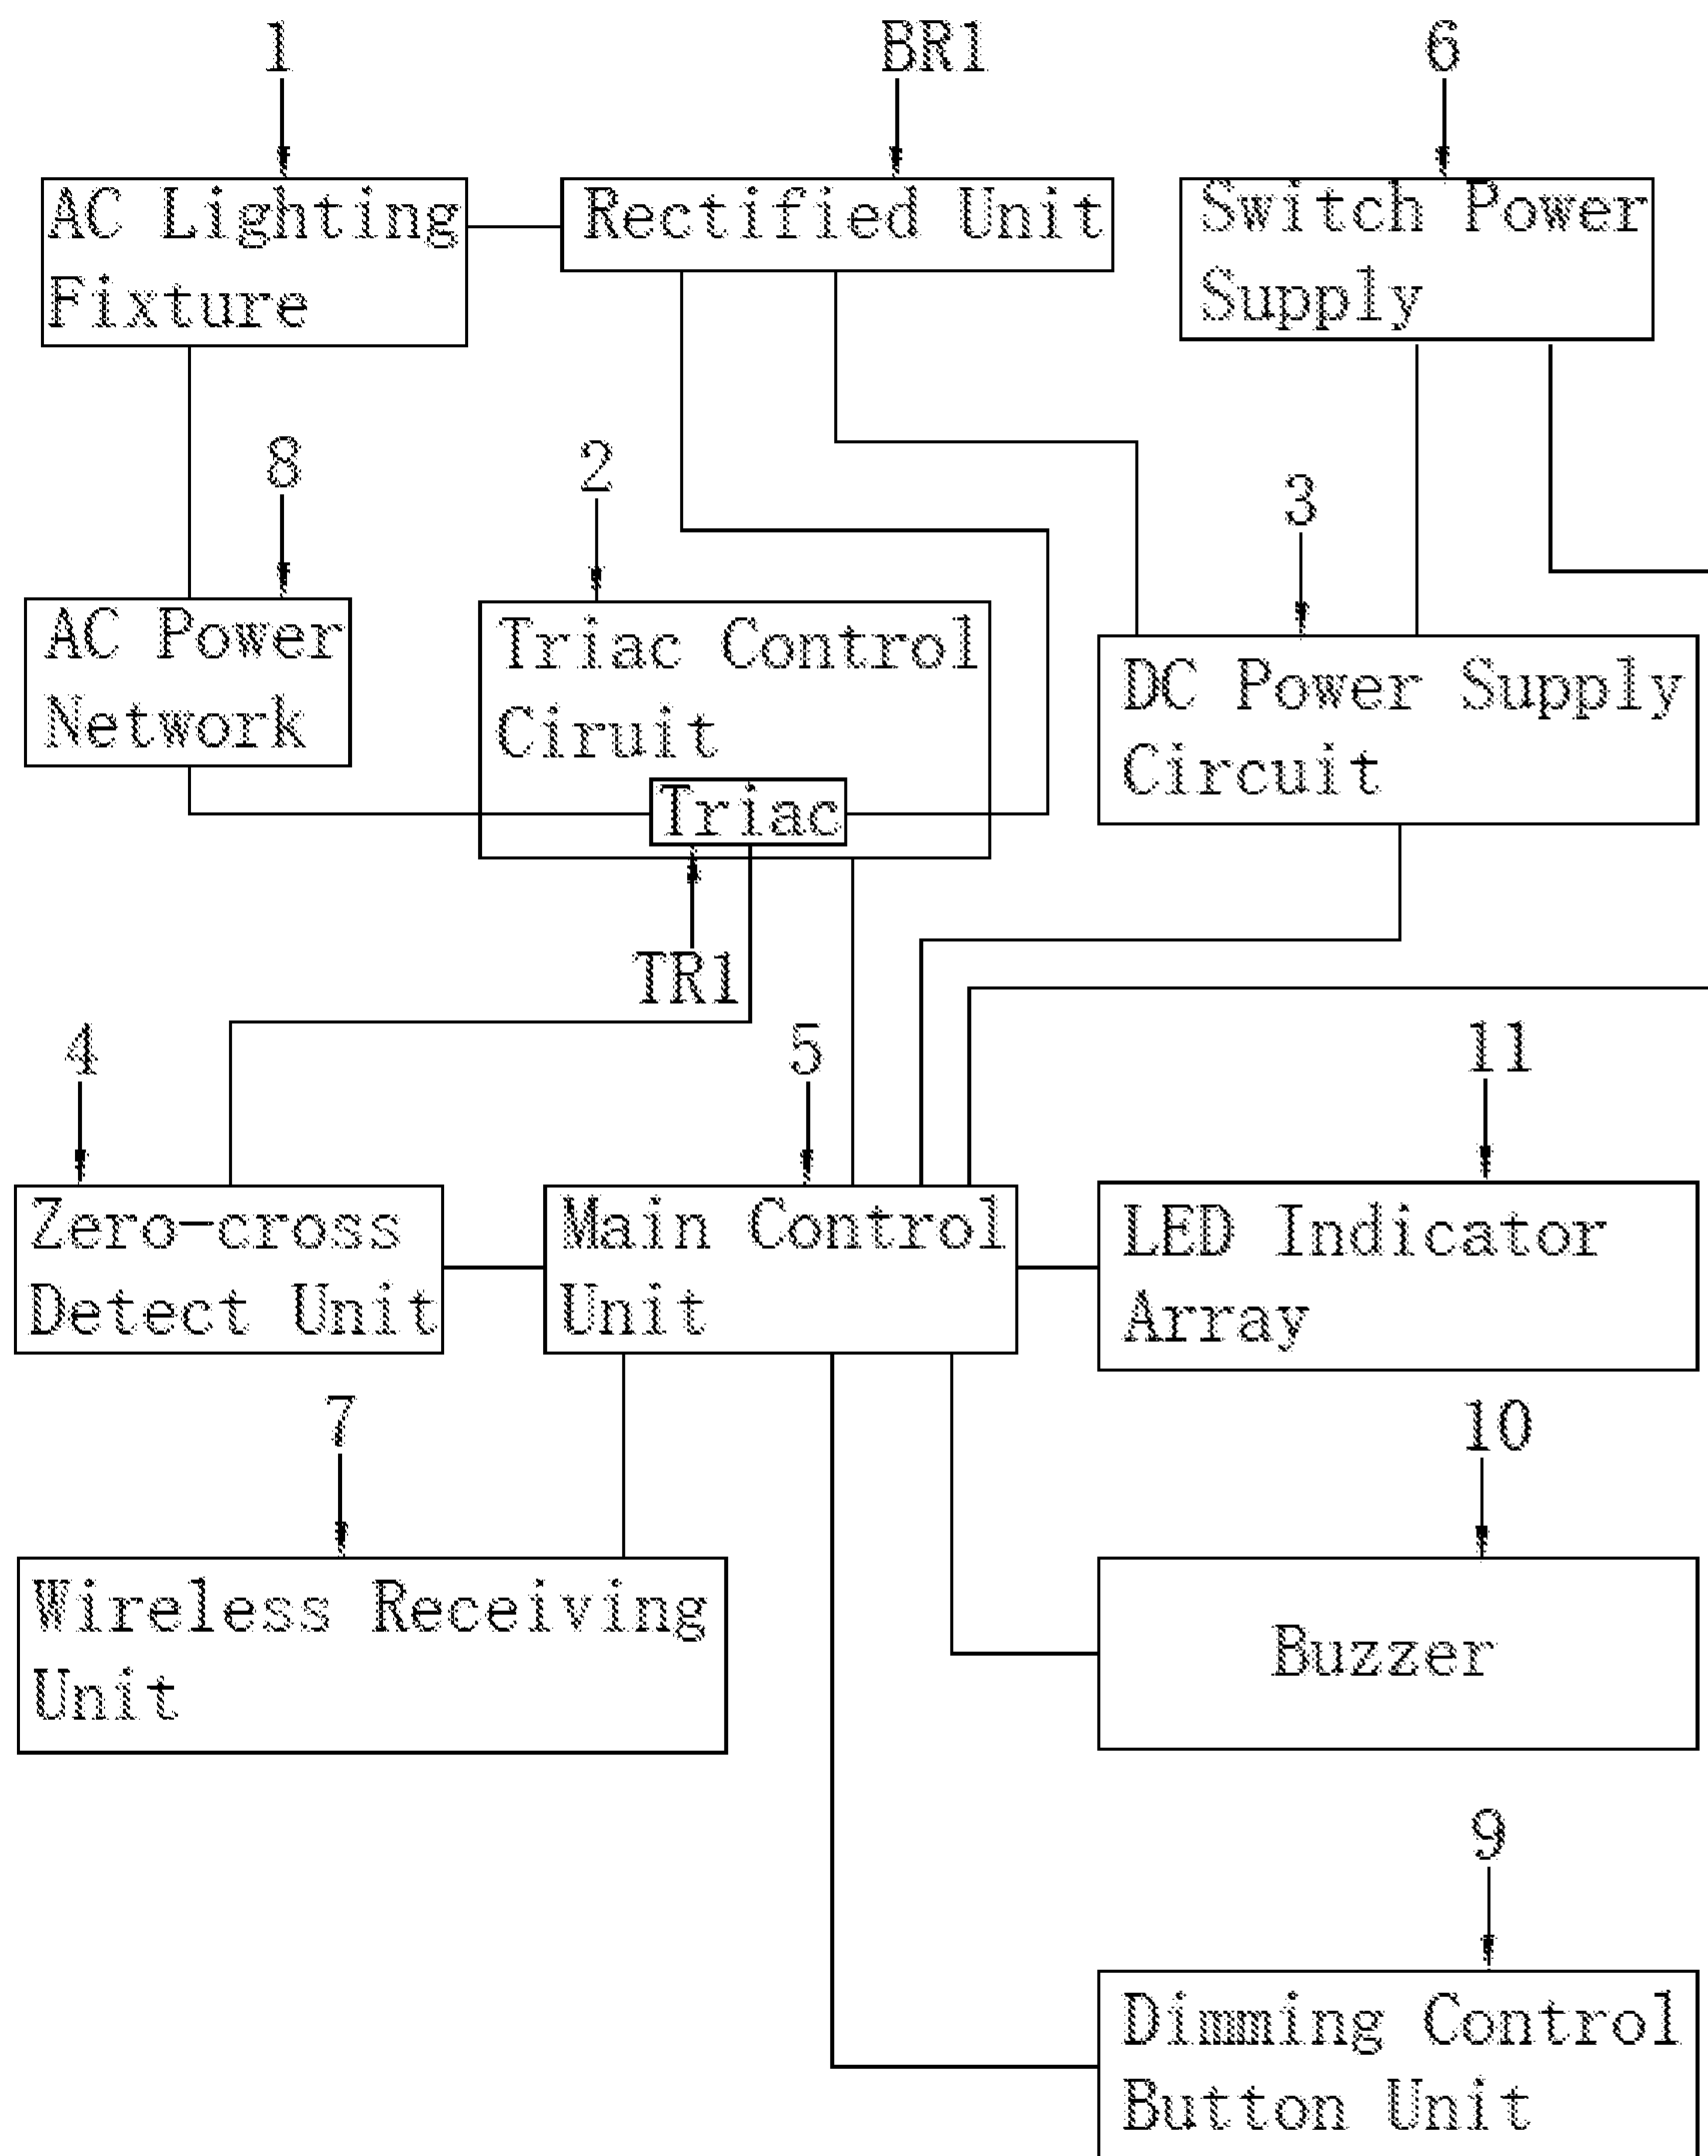 1
BR1
6
AC Lighting
Fixture
Rectified Unit
Switch Power
Supply
8
2
3
AC Power
Network
Triac Control
Ciruit
Triac
DC Power Supply
Circuit
TR1
4
5
11
Zero-cross
Detect Unit
Main Control
Unit
LED Indicator
Array
7
10
Wireless Receiving
Unit
Buzzer
9
Dimming Control
Button Unit